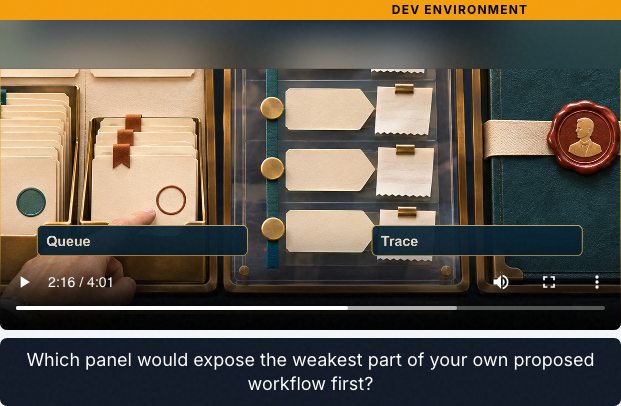 DEV ENVIRONMENT
Queue
Trace
2:16 / 4:01
Which panel would expose the weakest part of your own proposed
workflow first?